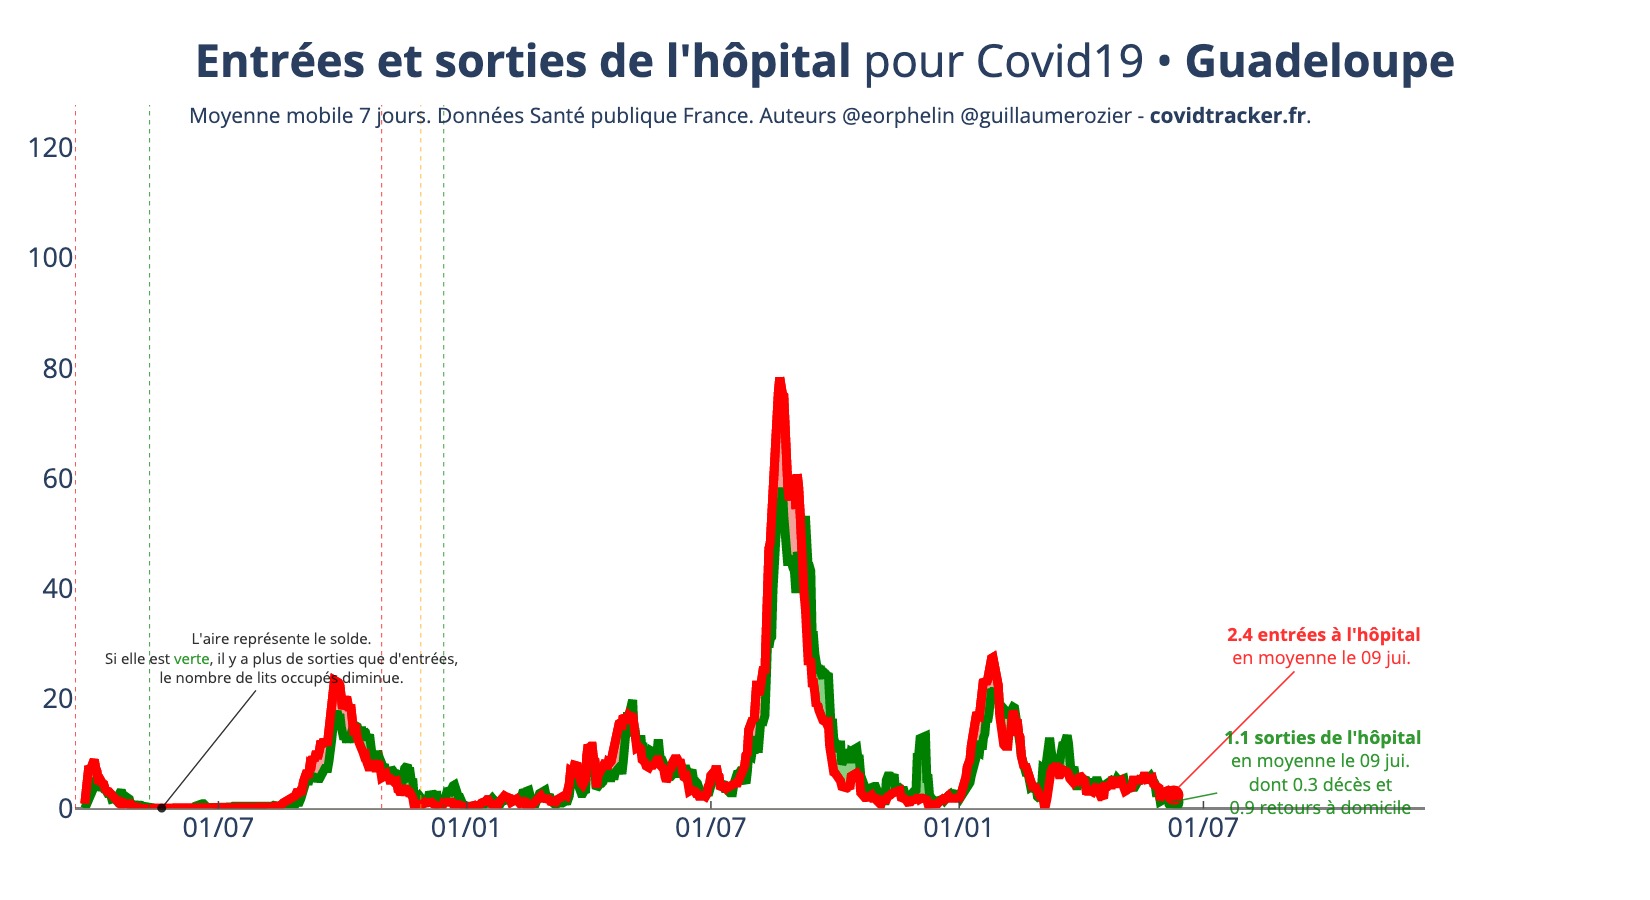 Entrées et sorties de l'hôpital pour Covid19 • Guadeloupe
Moyenne mobile 7 jours. Données Santé publique France. Auteurs @eorphelin @guillaumerozier - covidtracker.fr.
120
100
80
60
40
20
0
L'aire représente le solde.
Si elle est verte, il y a plus de sorties que d'entrées,
le nombre de lits occupés diminue.
2.4 entrées à l'hôpital
en moyenne le 09 jui.
1.1 sorties de l'hôpital
en moyenne le 09 jui.
dont 0.3 décès et
0.9 retours à domicile
01/07
01/01
01/07
01/01
01/07